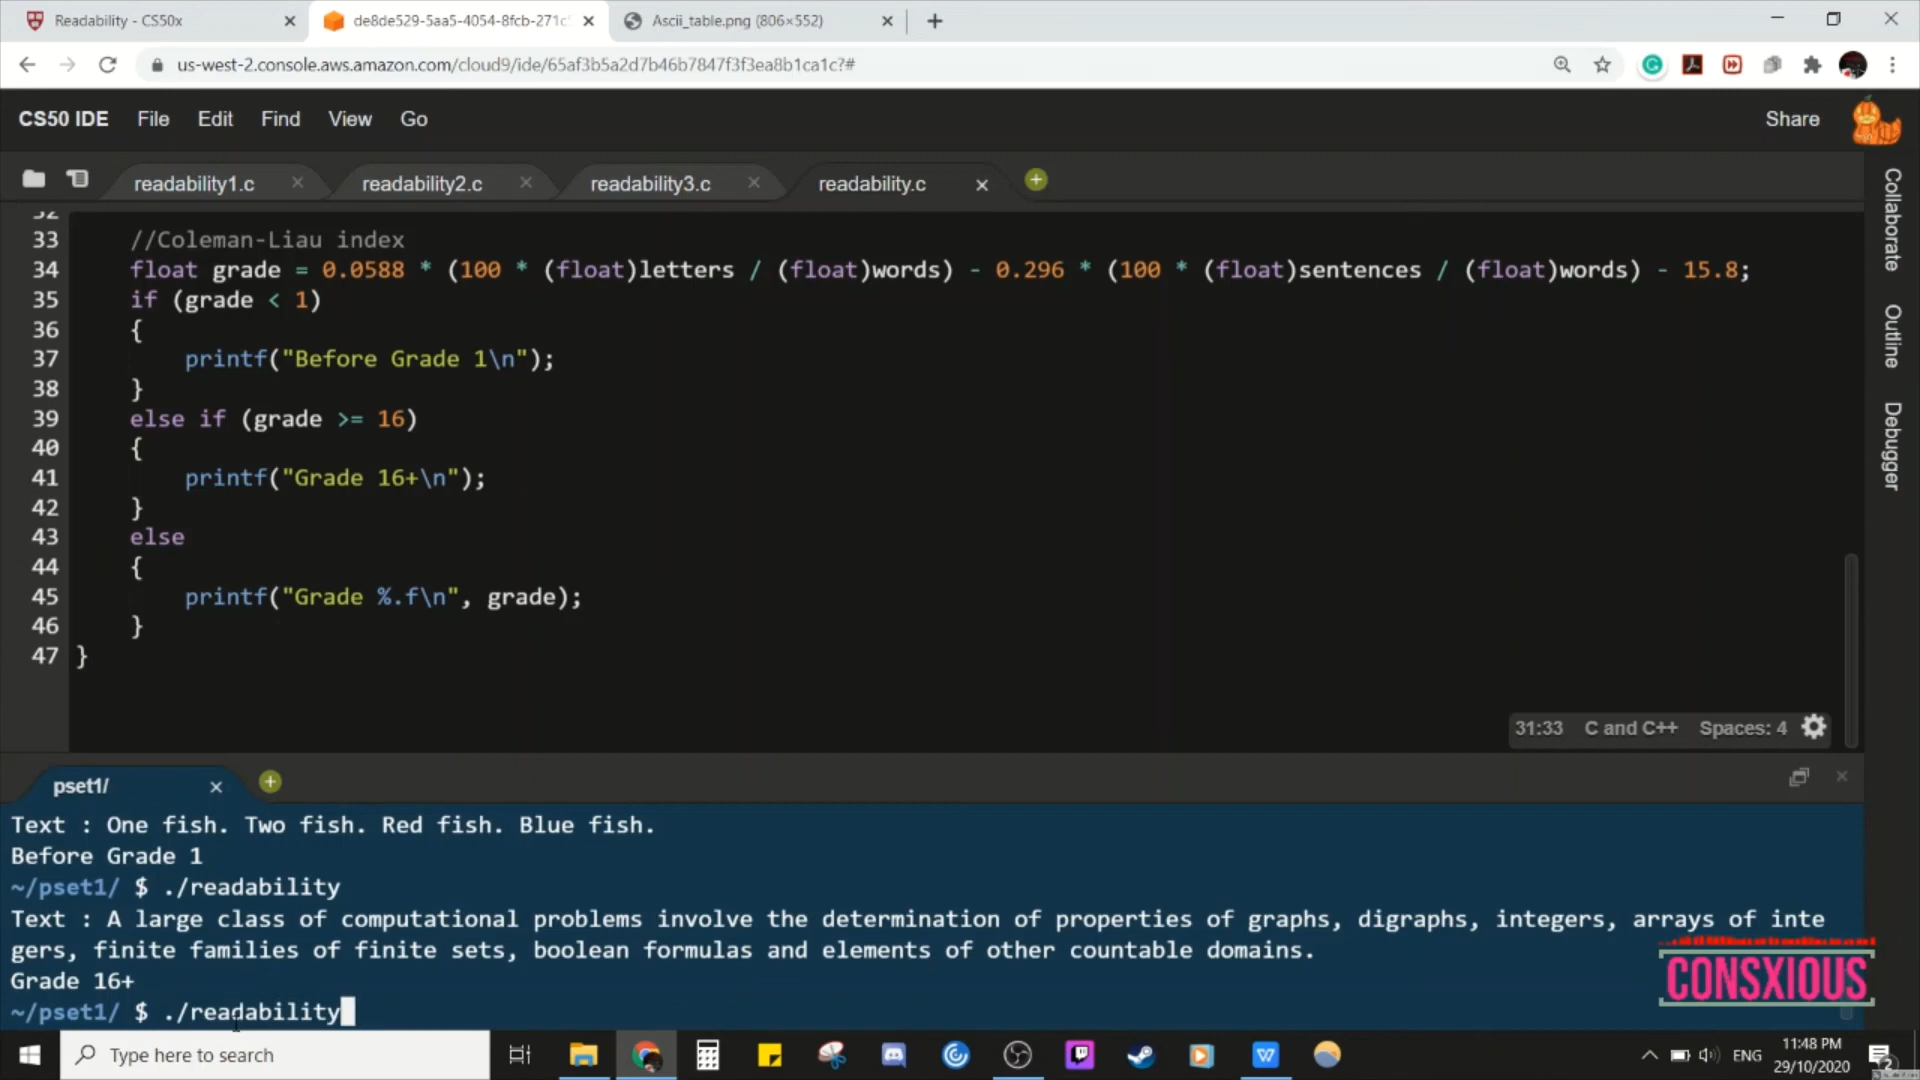 Readability - CS50x
de8de529-5aa5-4054-8fcb-271c
Ascii_table.png (806×552)
us-west-2.console.aws.amazon.com/cloud9/ide/65af3b5a2d7b46b7847f3f3ea8b1ca1c?#
CS50 IDE File Edit Find View Go Share
readability1.c readability2.c readability3.c readability.c
Collaborate
Outline
Debugger
32
33 //Coleman-Liau index
34 float grade = 0.0588 * (100 * (float)letters / (float)words) - 0.296 * (100 * (float)sentences / (float)words) - 15.8;
35 if (grade < 1)
36 {
37 printf("Before Grade 1\n");
38 }
39 else if (grade >= 16)
40 {
41 printf("Grade 16+\n");
42 }
43 else
44 {
45 printf("Grade %.f\n", grade);
46 }
47 }
31:33 C and C++ Spaces: 4
pset1/
Text : One fish. Two fish. Red fish. Blue fish.
Before Grade 1
~/pset1/ $ ./readability
Text : A large class of computational problems involve the determination of properties of graphs, digraphs, integers, arrays of inte
gers, finite families of finite sets, boolean formulas and elements of other countable domains.
Grade 16+
~/pset1/ $ ./readability
CONSXIOUS
Type here to search
ENG
11:48 PM
29/10/2020
2